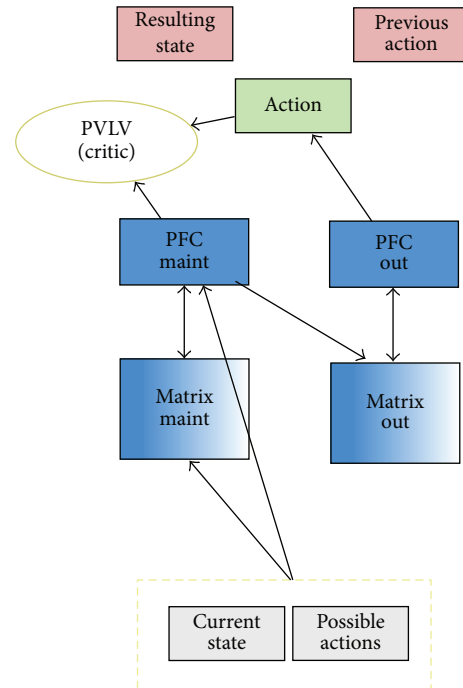 Resulting
state
Previous
action
Action
PVLV
(critic)
PFC
maint
PFC
out
Matrix
maint
Matrix
out
Current
state
Possible
actions